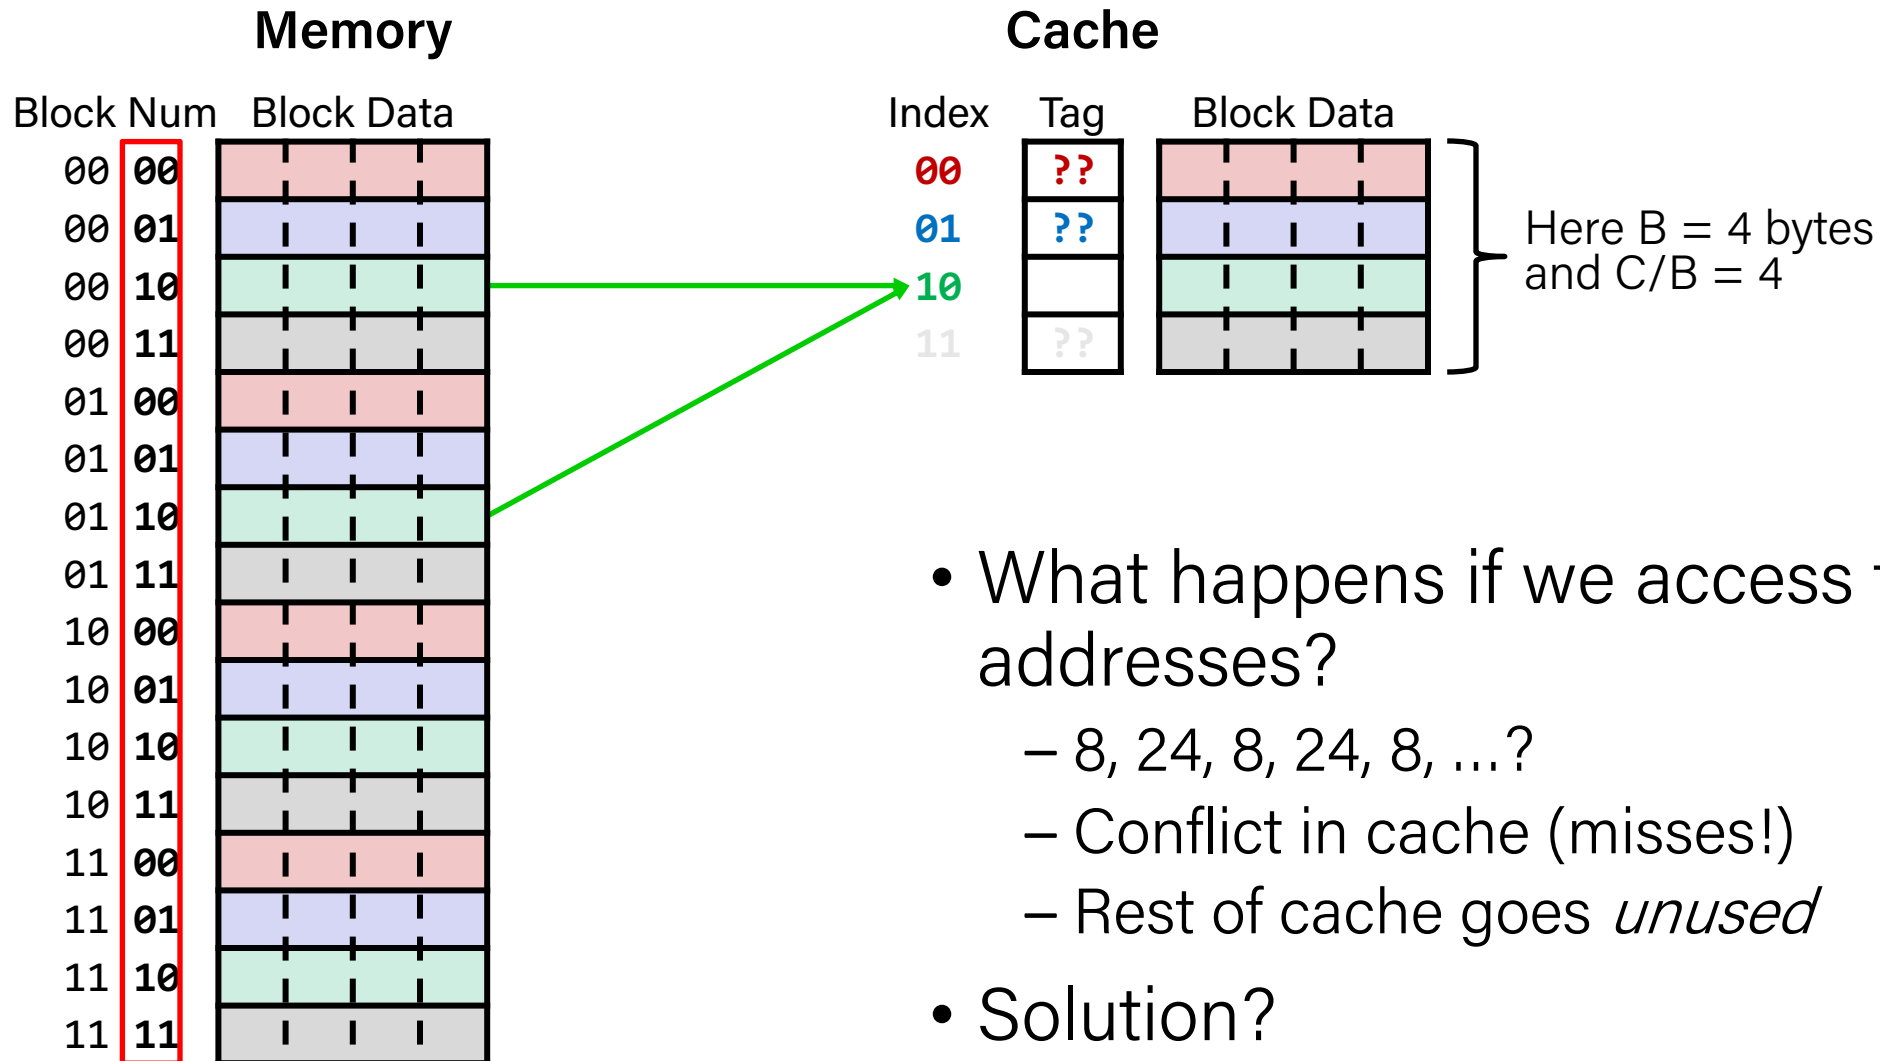 Memory
Cache
Block Num Block Data
Index Tag Block Data
00 00
00 01
00 10
00 11
01 00
01 01
01 10
01 11
10 00
10 01
10 10
10 11
11 00
11 01
11 10
11 11
00 ??
01 ??
10
11 ??
Here B = 4 bytes
and C/B = 4
• What happens if we access
addresses?
– 8, 24, 8, 24, 8, …?
– Conflict in cache (misses!)
– Rest of cache goes unused
• Solution?